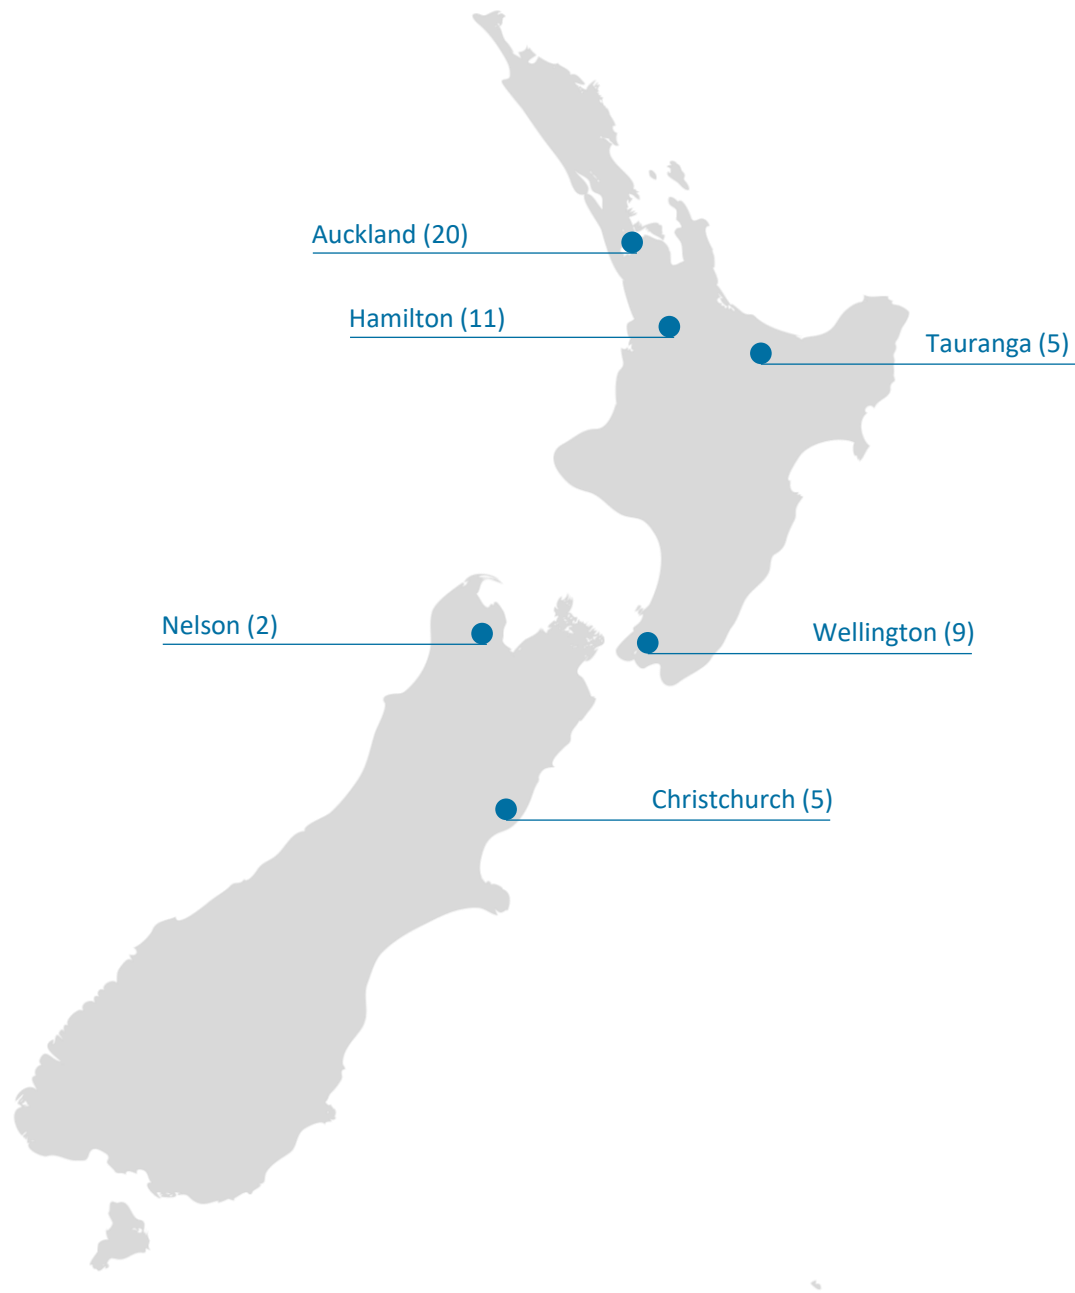 Auckland (20)
Hamilton (11)
Tauranga (5)
Nelson (2)
Wellington (9)
Christchurch (5)